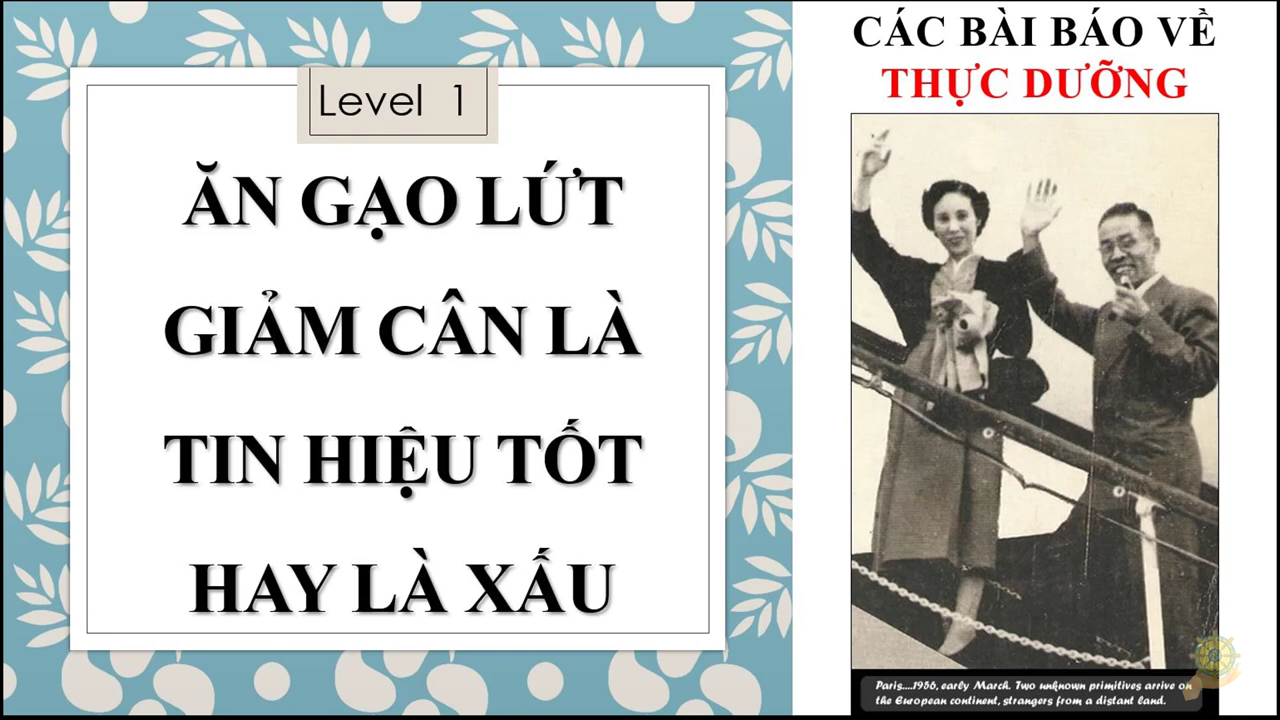 Level 1
ĂN GẠO LỨT
GIẢM CÂN LÀ
TIN HIỆU TỐT
HAY LÀ XẤU
CÁC BÀI BÁO VỀ
THỰC DƯỠNG
Paris....1956, early March. Two unknown primitives arrive on
the European continent, strangers from a distant land.